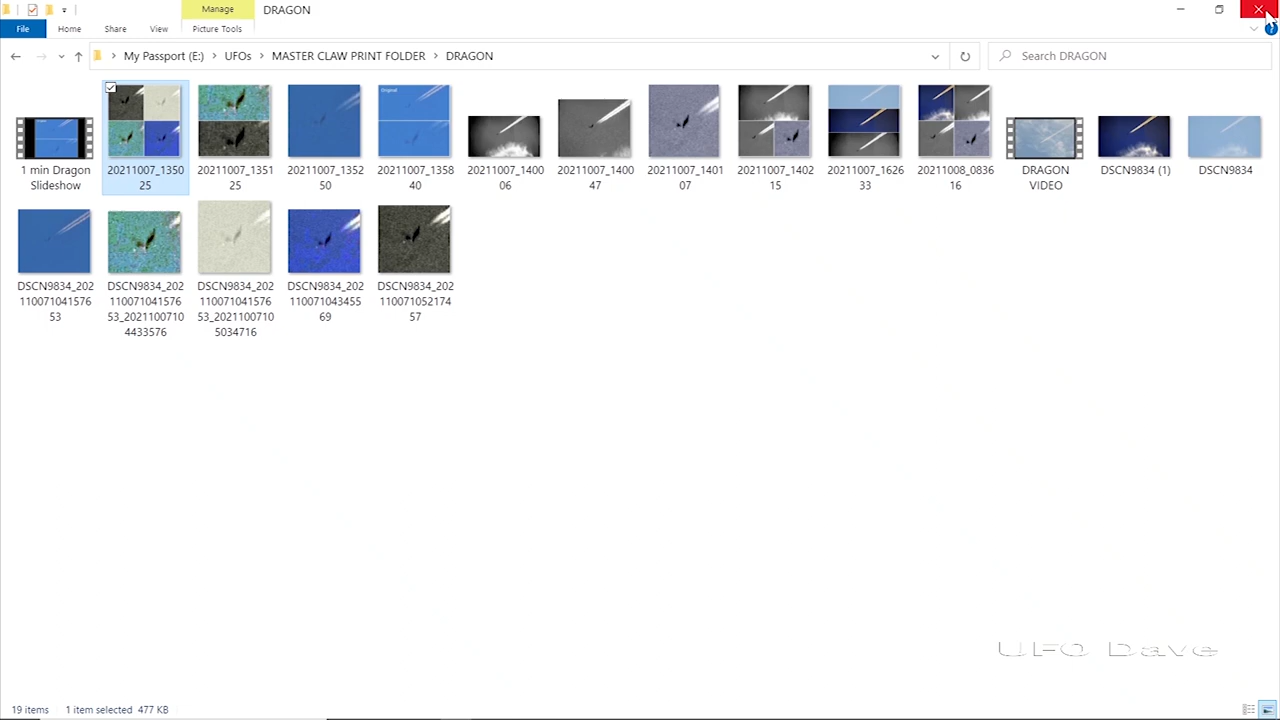 Manage
DRAGON
File
Home
Share
View
Picture Tools
My Passport (E:)
UFOs
MASTER CLAW PRINT FOLDER
DRAGON
Search DRAGON
Original
1 min Dragon
Slideshow
20211007_1350
25
20211007_1351
25
20211007_1352
50
20211007_1358
40
20211007_1400
06
20211007_1400
47
20211007_1401
07
20211007_1402
15
20211007_1626
33
20211008_0836
16
DRAGON
VIDEO
DSCN9834 (1)
DSCN9834
DSCN9834_202
110071041576
53
DSCN9834_202
110071041576
53_2021100710
4433576
DSCN9834_202
110071041576
53_2021100710
5034716
DSCN9834_202
110071043455
69
DSCN9834_202
110071052174
57
UFO Dave
19 items
1 item selected 477 KB